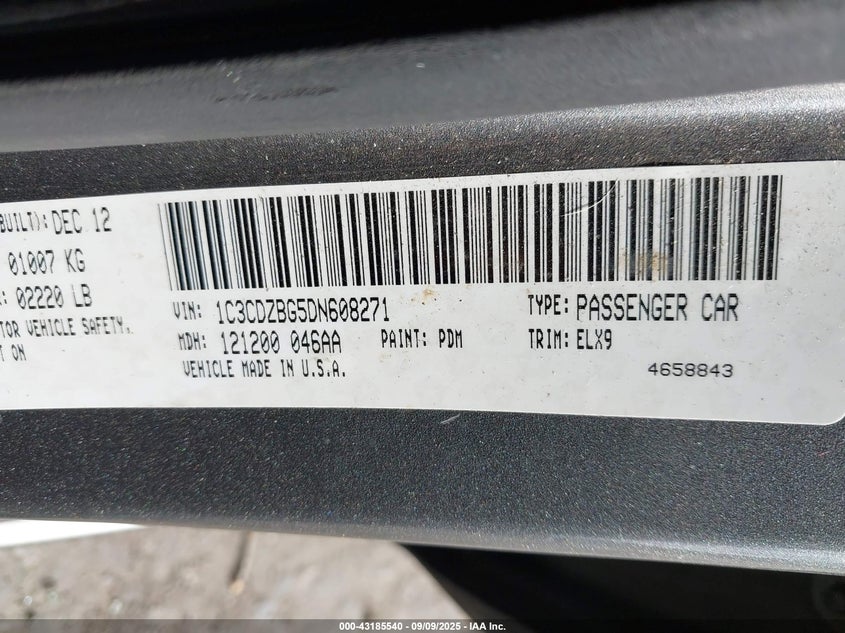 BUILT): DEC 12
01007 KG
: 02220 LB
TOR VEHICLE SAFETY,
T ON
VIN: 1C3CDZBG5DN608271
TYPE: PASSENGER CAR
MDH: 121200 046AA
PAINT: PDM
TRIM: ELX9
VEHICLE MADE IN U.S.A.
4658843
000-43185540 - 09/09/2025 - IAA Inc.